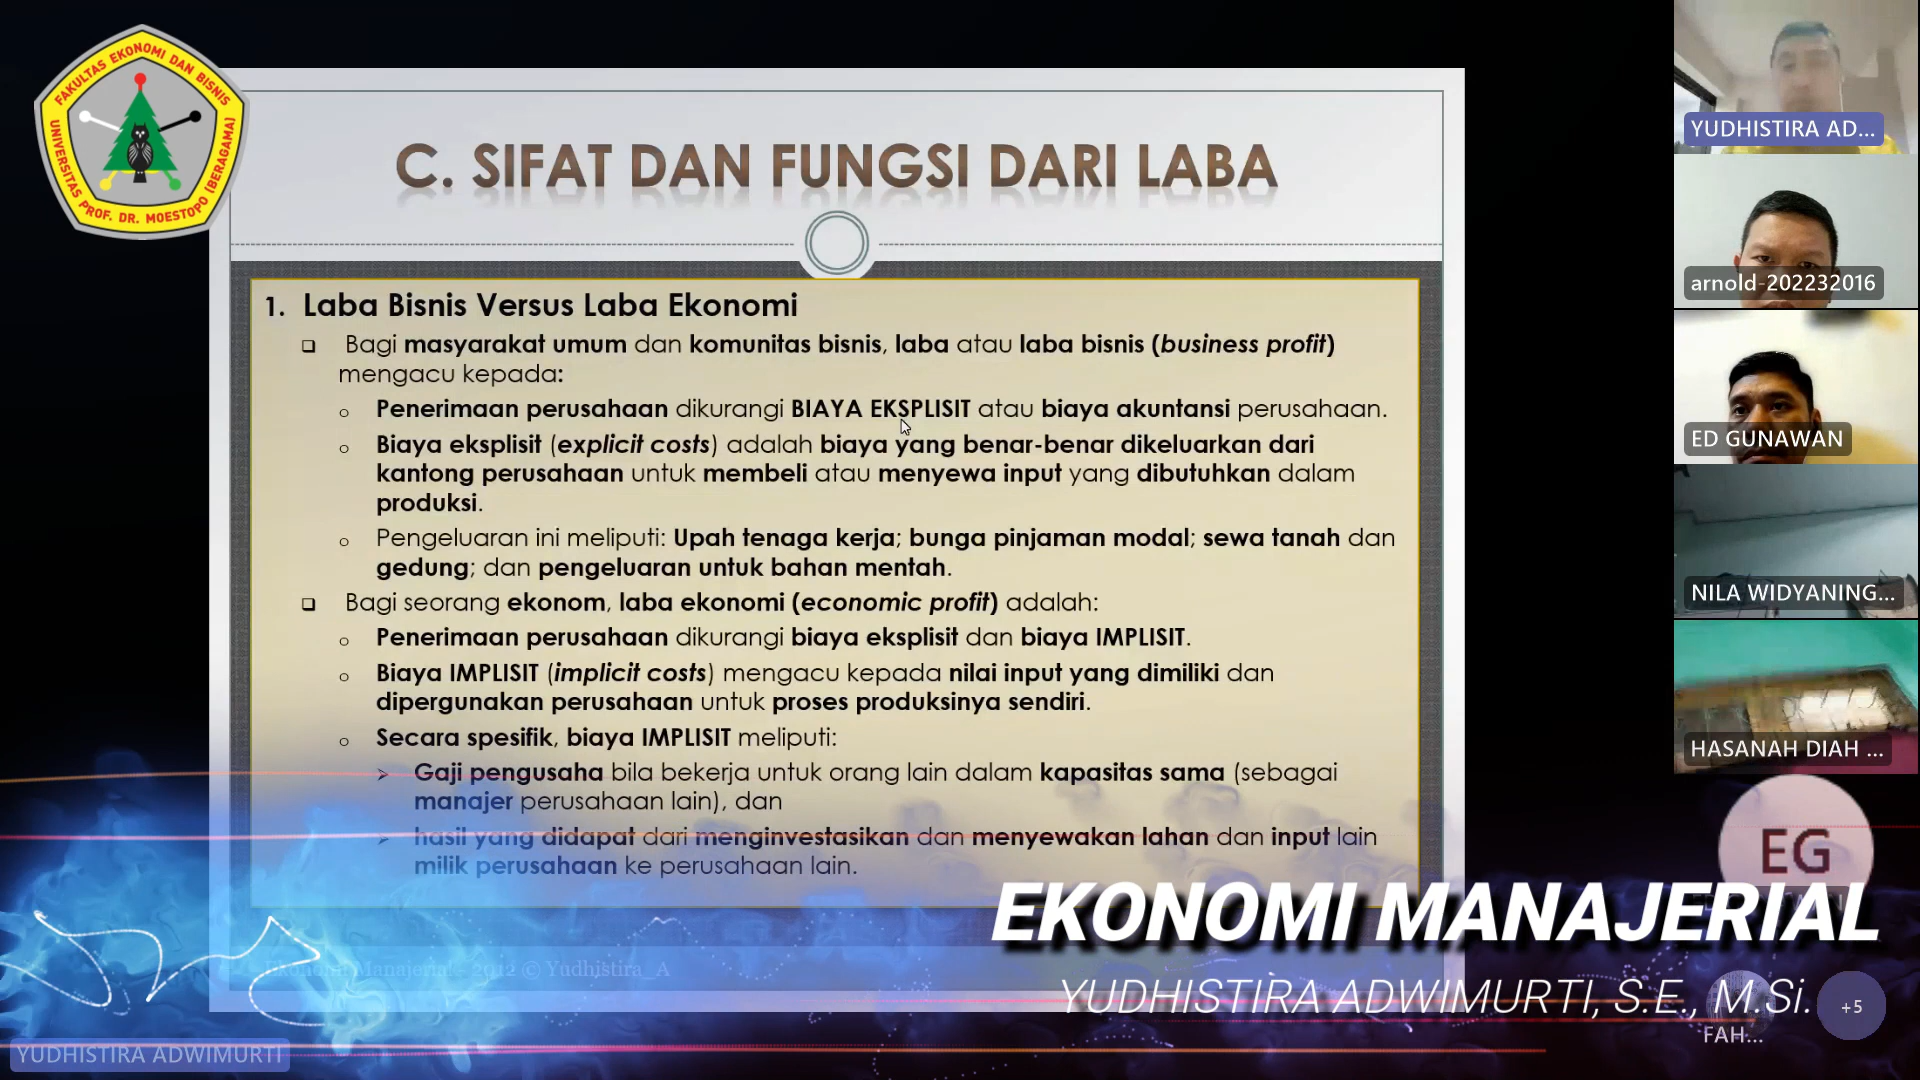 FAKULTAS EKONOMI DAN BISNIS
UNIVERSITAS PROF. DR. MOESTOPO (BERAGAMA)
C. SIFAT DAN FUNGSI DARI LABA
1. Laba Bisnis Versus Laba Ekonomi
❑ Bagi masyarakat umum dan komunitas bisnis, laba atau laba bisnis (business profit)
mengacu kepada:
o Penerimaan perusahaan dikurangi BIAYA EKSPLISIT atau biaya akuntansi perusahaan.
o Biaya eksplisit (explicit costs) adalah biaya yang benar-benar dikeluarkan dari
kantong perusahaan untuk membeli atau menyewa input yang dibutuhkan dalam
produksi.
o Pengeluaran ini meliputi: Upah tenaga kerja; bunga pinjaman modal; sewa tanah dan
gedung; dan pengeluaran untuk bahan mentah.
❑ Bagi seorang ekonom, laba ekonomi (economic profit) adalah:
o Penerimaan perusahaan dikurangi biaya eksplisit dan biaya IMPLISIT.
o Biaya IMPLISIT (implicit costs) mengacu kepada nilai input yang dimiliki dan
dipergunakan perusahaan untuk proses produksinya sendiri.
o Secara spesifik, biaya IMPLISIT meliputi:
➢ Gaji pengusaha bila bekerja untuk orang lain dalam kapasitas sama (sebagai
manajer perusahaan lain), dan
➢ hasil yang didapat dari menginvestasikan dan menyewakan lahan dan input lain
milik perusahaan ke perusahaan lain.
Ekonomi Manajerial - 2012 © Yudhistira_A
YUDHISTIRA AD...
arnold-202232016
ED GUNAWAN
NILA WIDYANING...
HASANAH DIAH ...
EG
EKONOMI MANAJERIAL
YUDHISTIRA ADWIMURTI, S.E., M.Si.
+5
FAH...
YUDHISTIRA ADWIMURTI